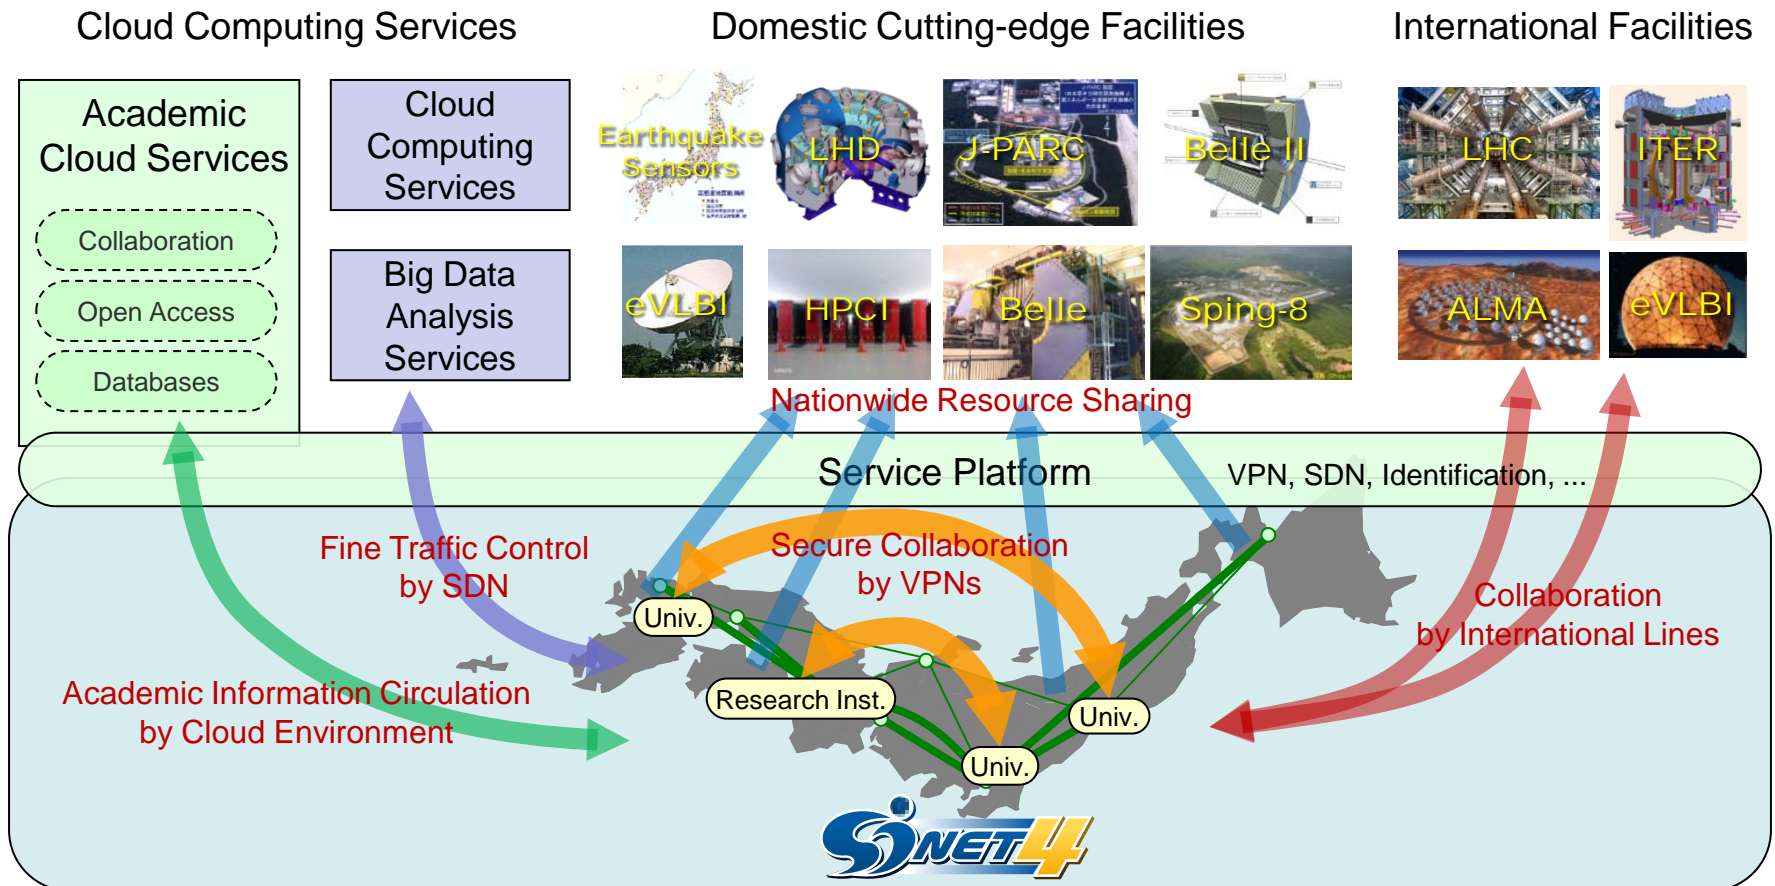 Cloud Computing Services
Domestic Cutting-edge Facilities
International Facilities
Academic
Cloud Services
Collaboration
Open Access
Databases
Cloud
Computing
Services
Big Data
Analysis
Services
Earthquake
Sensors
LHD
J-PARC
Belle II
LHC
ITER
eVLBI
HPCI
Belle
Sping-8
ALMA
eVLBI
Nationwide Resource Sharing
Service Platform
VPN, SDN, Identification, ...
Fine Traffic Control
by SDN
Secure Collaboration
by VPNs
Collaboration
by International Lines
Academic Information Circulation
by Cloud Environment
Univ.
Research Inst.
Univ.
Univ.
SINET4